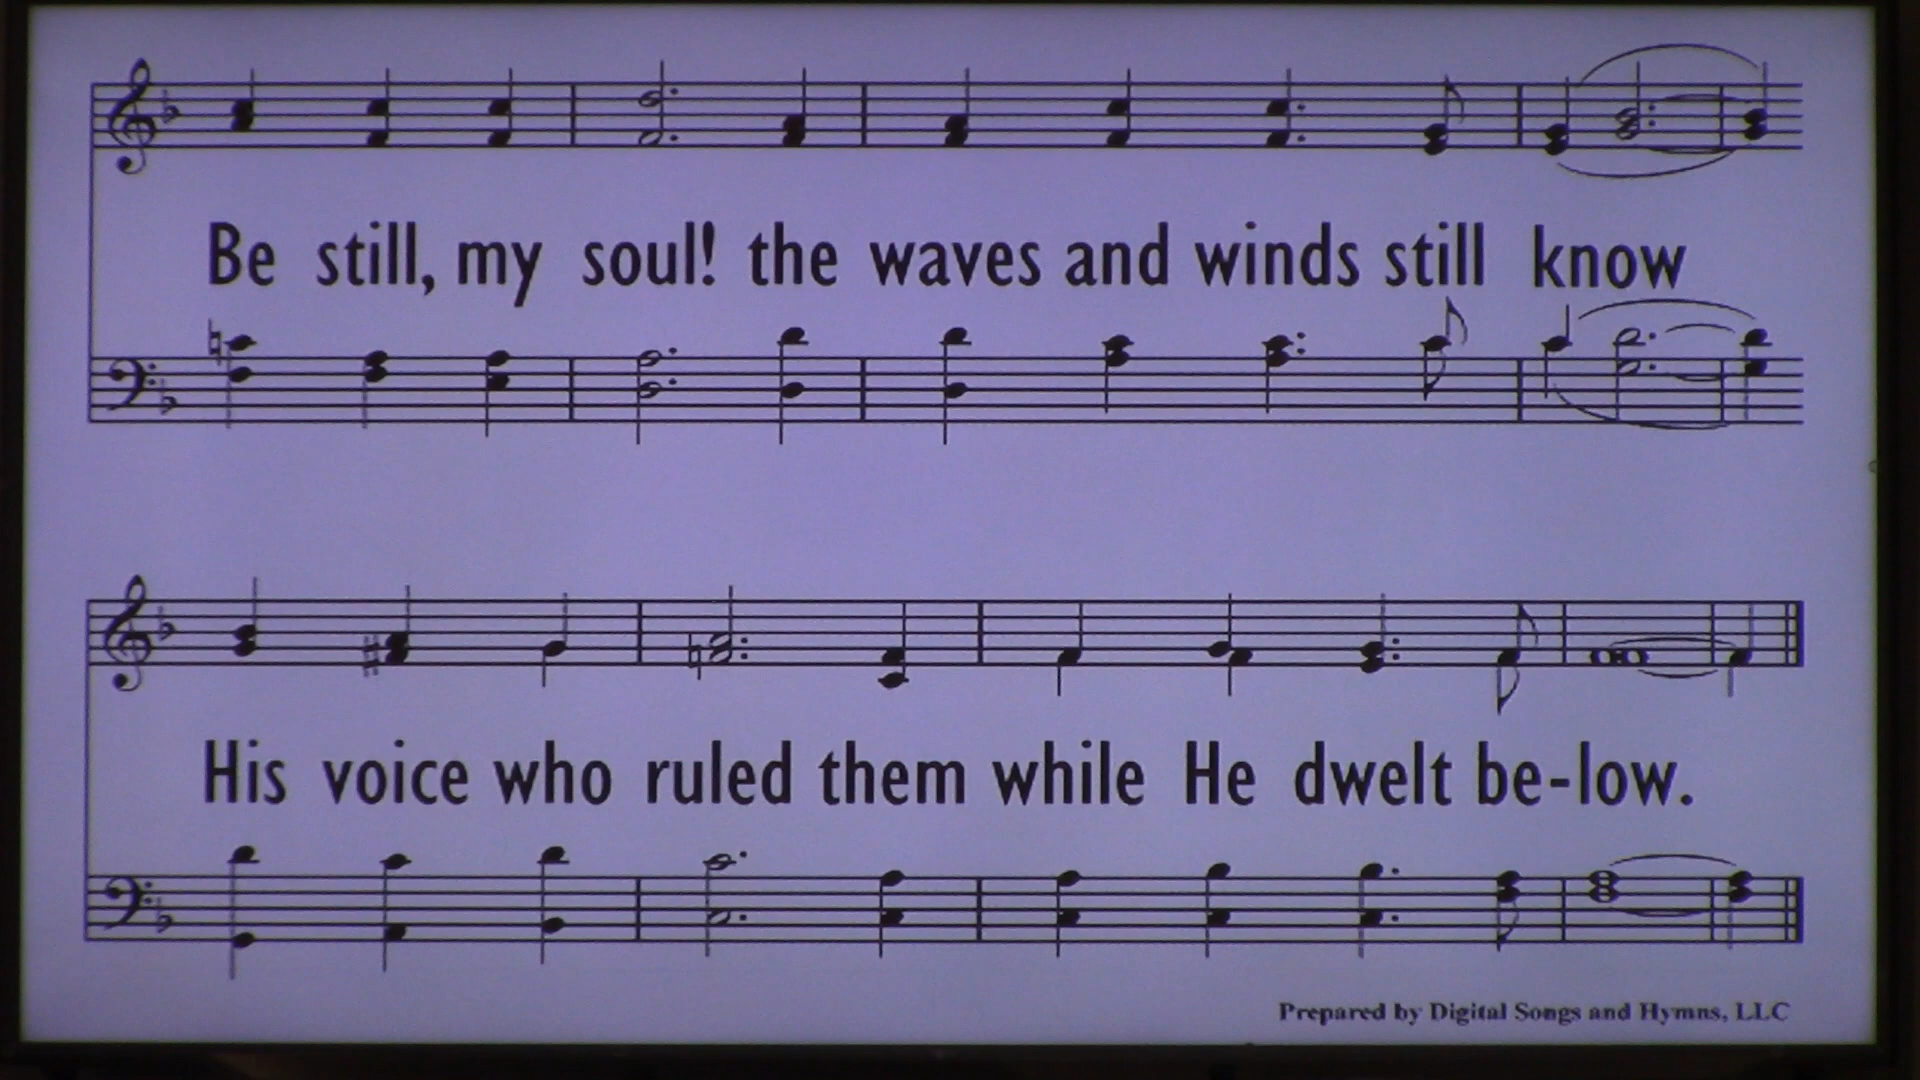 Be still, my soul! the waves and winds still know
His voice who ruled them while He dwelt be-low.
Prepared by Digital Songs and Hymns, LLC